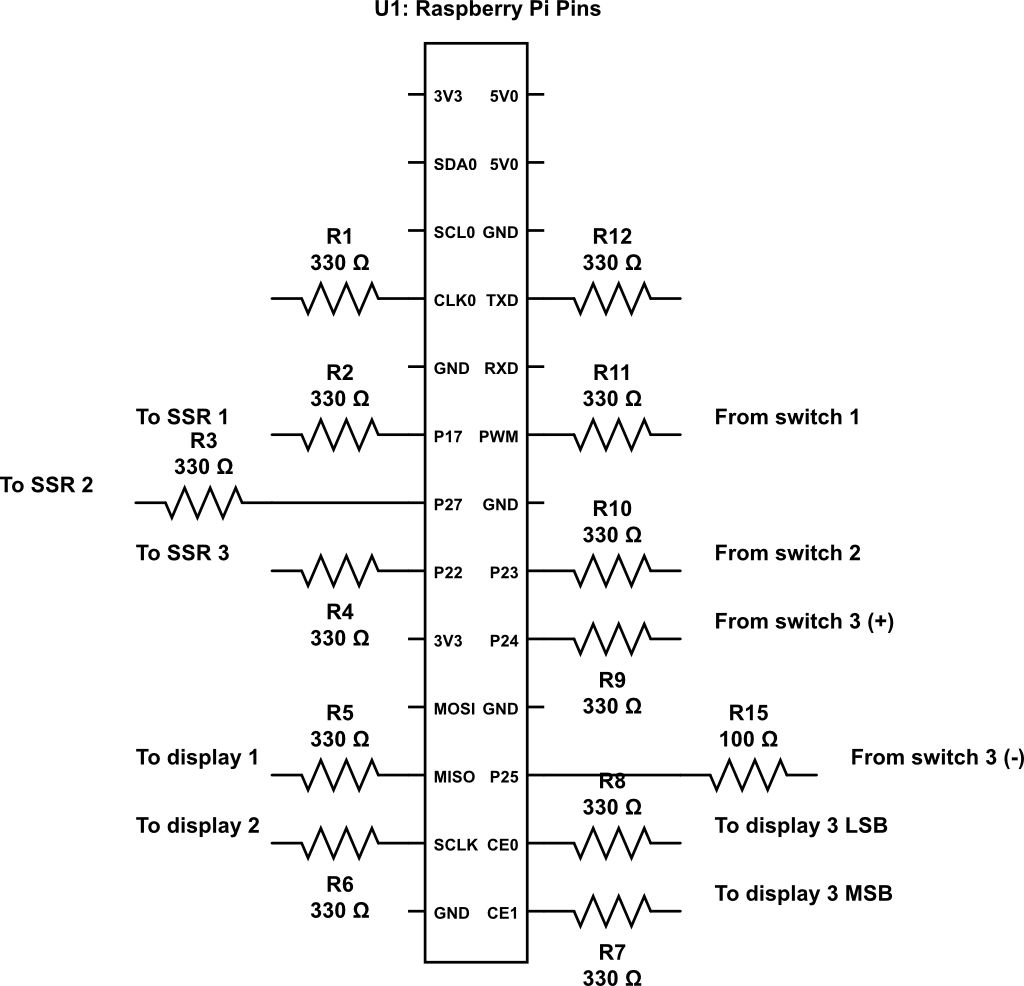 U1: Raspberry Pi Pins
3V3 5V0
SDA0 5V0
SCL0 GND
R1
330 Ω
R12
330 Ω
CLK0 TXD
GND RXD
R2
330 Ω
R11
330 Ω
To SSR 1
From switch 1
P17 PWM
R3
330 Ω
To SSR 2
P27 GND
R10
330 Ω
To SSR 3
From switch 2
P22 P23
R4
330 Ω
From switch 3 (+)
3V3 P24
R9
330 Ω
MOSI GND
R5
330 Ω
R15
100 Ω
To display 1
From switch 3 (-)
MISO P25
R8
330 Ω
To display 2
To display 3 LSB
SCLK CE0
R6
330 Ω
To display 3 MSB
GND CE1
R7
330 Ω